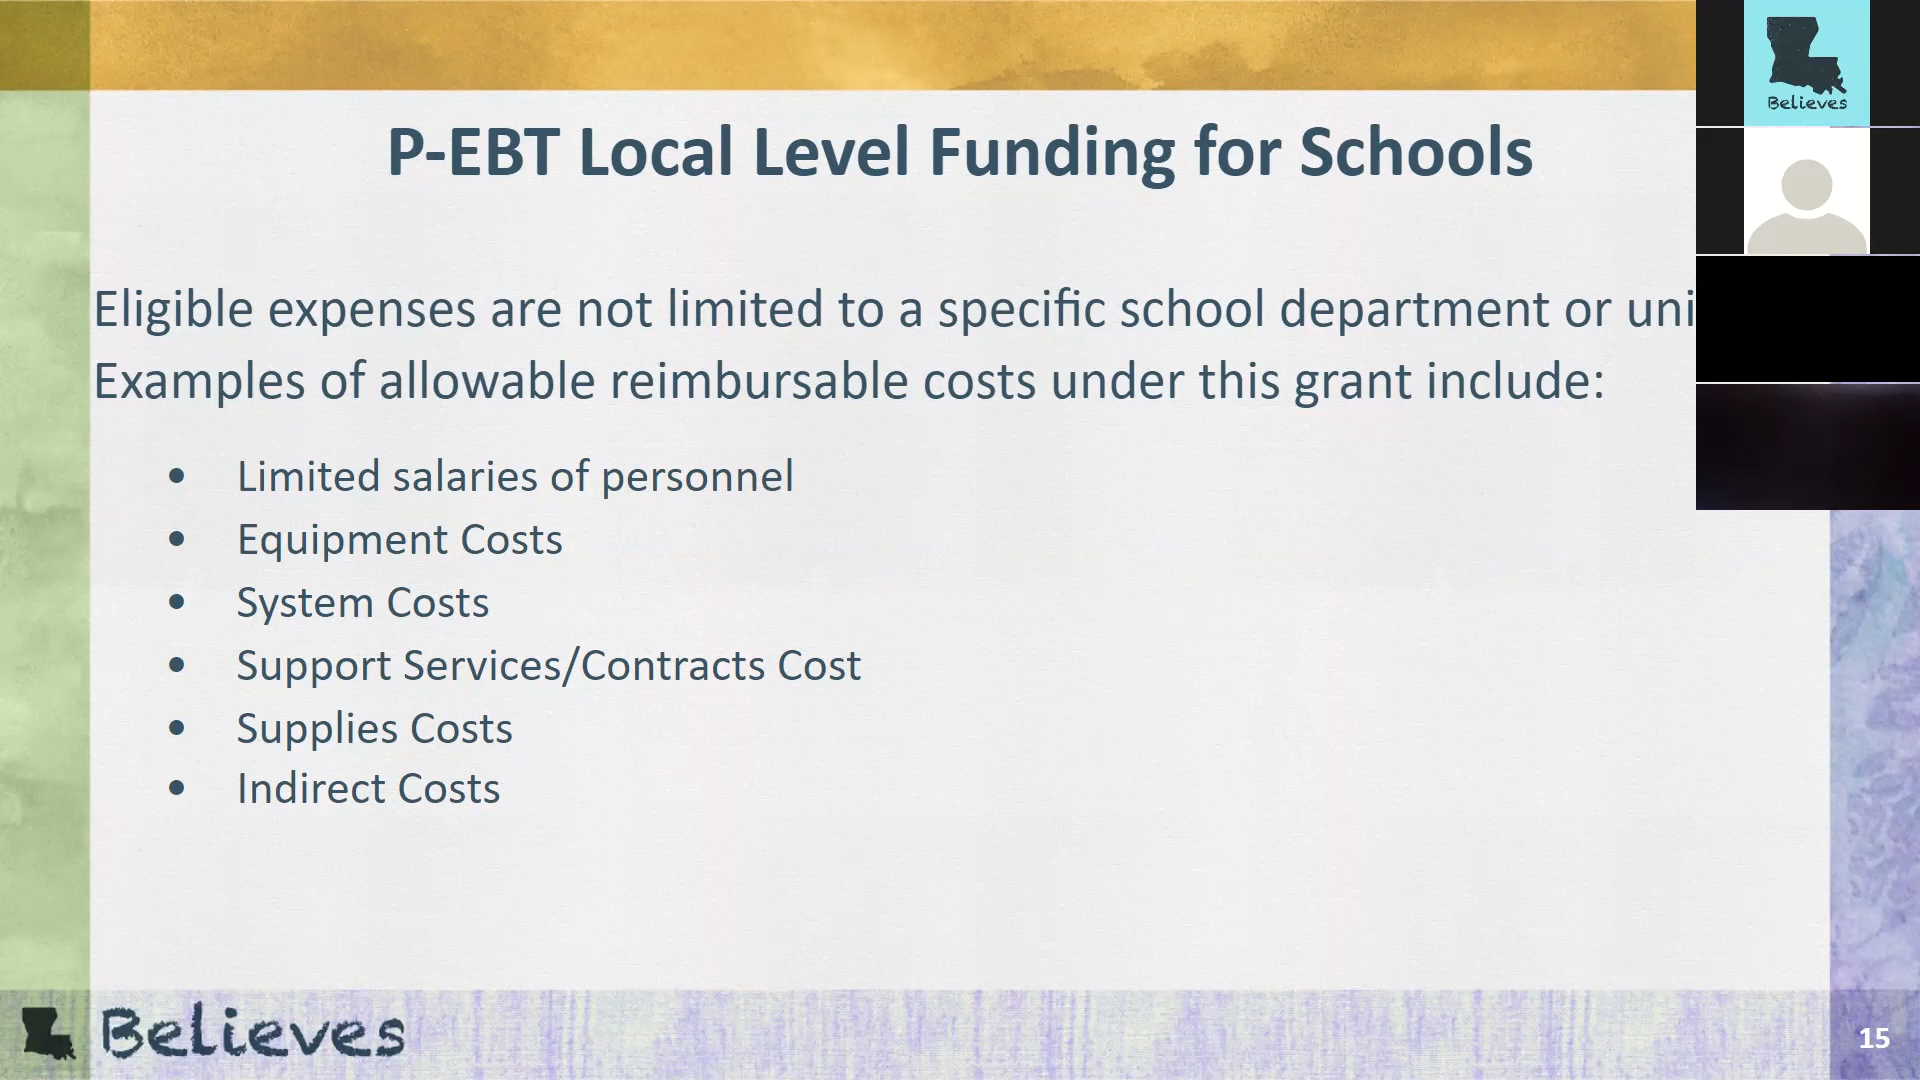 P-EBT Local Level Funding for Schools
Eligible expenses are not limited to a specific school department or
Examples of allowable reimbursable costs under this grant include:
• Limited salaries of personnel
• Equipment Costs
• System Costs
• Support Services/Contracts Cost
• Supplies Costs
• Indirect Costs
Believes
Believes
15